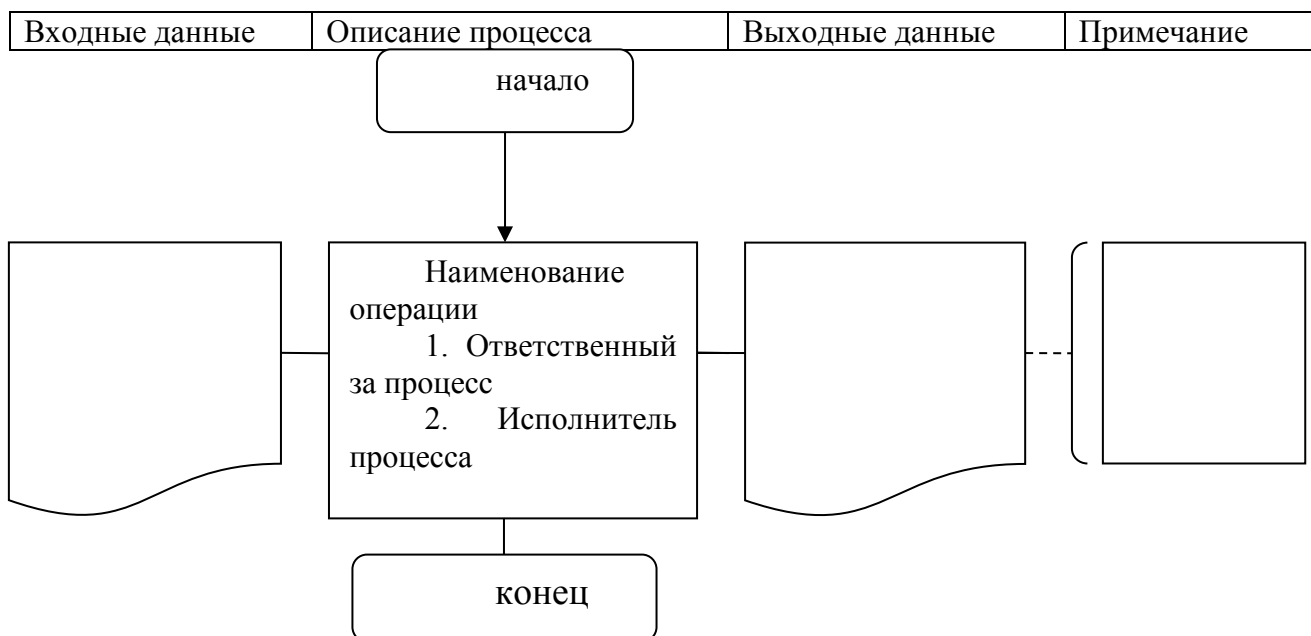 Входные данные Описание процесса Выходные данные Примечание
начало
Наименование
операции
1. Ответственный
за процесс
2. Исполнитель
процесса
конец